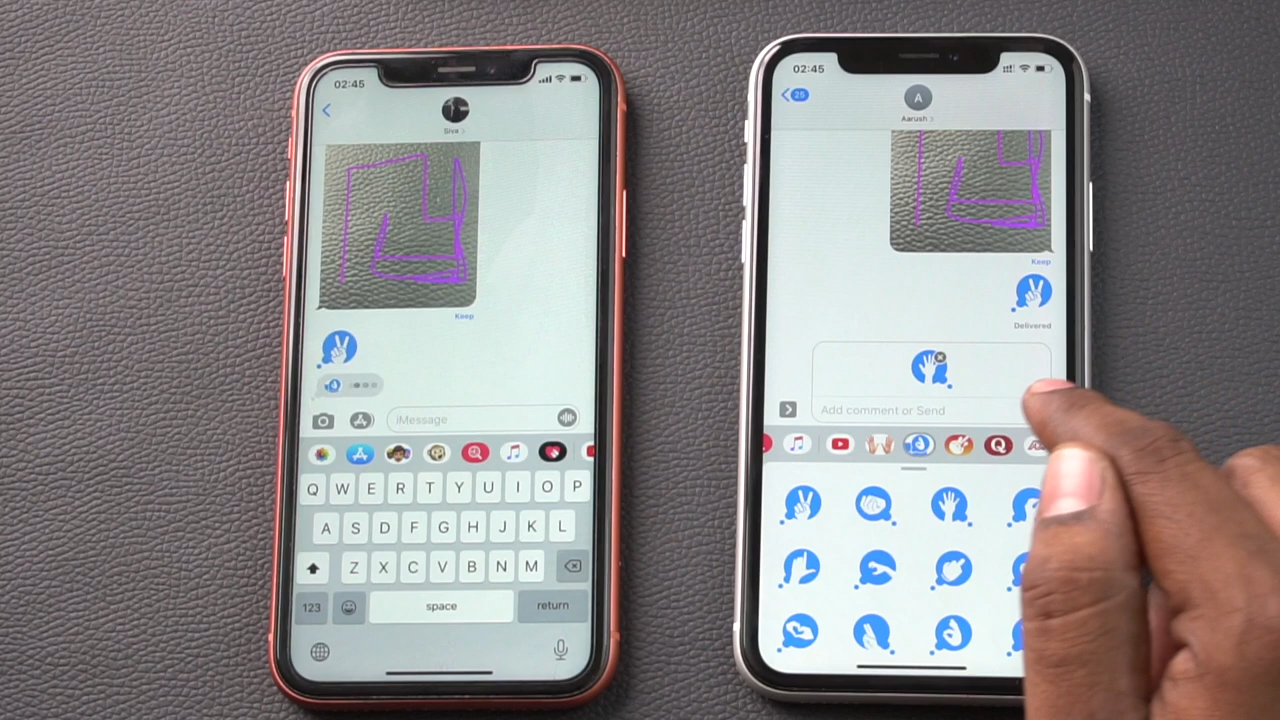 02:45
Siva
Keep
iMessage
Q W E R T Y U I O P
A S D F G H J K L
Z X C V B N M
123
space
return
02:45
25
A
Aarush
Keep
Delivered
Add comment or Send
Q